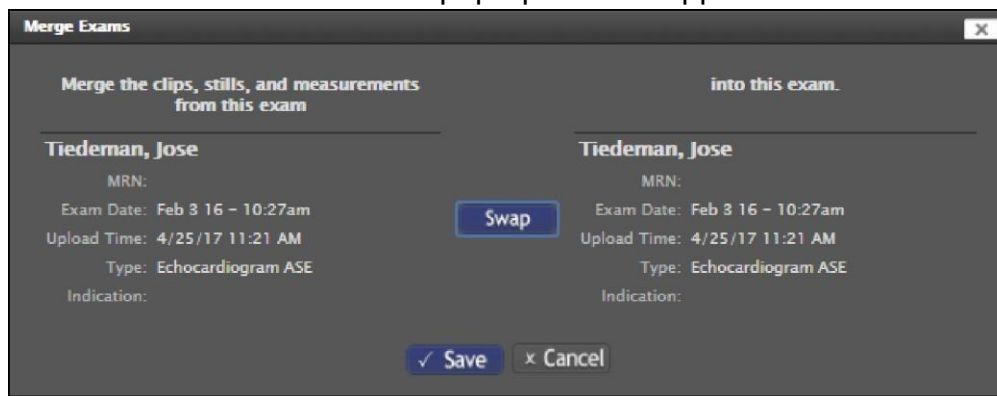 Merge Exams
Merge the clips, stills, and measurements
from this exam
into this exam.
Tiedeman, Jose
MRN:
Exam Date: Feb 3 16 - 10:27am
Upload Time: 4/25/17 11:21 AM
Type: Echocardiogram ASE
Indication:
Swap
Tiedeman, Jose
MRN:
Exam Date: Feb 3 16 - 10:27am
Upload Time: 4/25/17 11:21 AM
Type: Echocardiogram ASE
Indication:
✓ Save
x Cancel